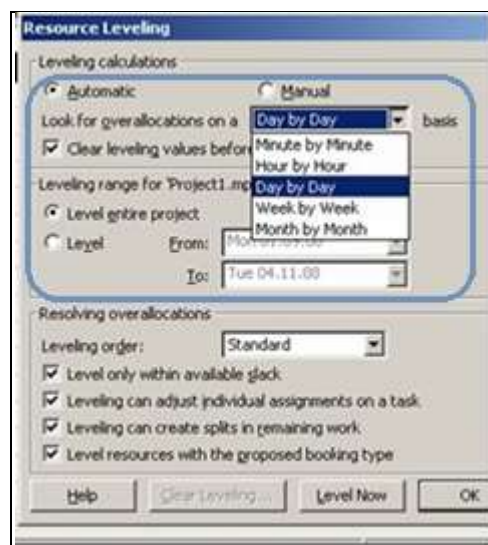 Resource Leveling
Leveling calculations
Automatic Manual
Look for overallocations on a Day by Day basis
Clear leveling values before
Minute by Minute
Hour by Hour
Day by Day
Week by Week
Month by Month
Leveling range for 'Project1.mp
Level entire project
Level From: Mon 01.09.08
To: Tue 04.11.08
Resolving overallocations
Leveling order: Standard
Level only within available slack
Leveling can adjust individual assignments on a task
Leveling can create splits in remaining work
Level resources with the proposed booking type
Help Clear Leveling... Level Now OK